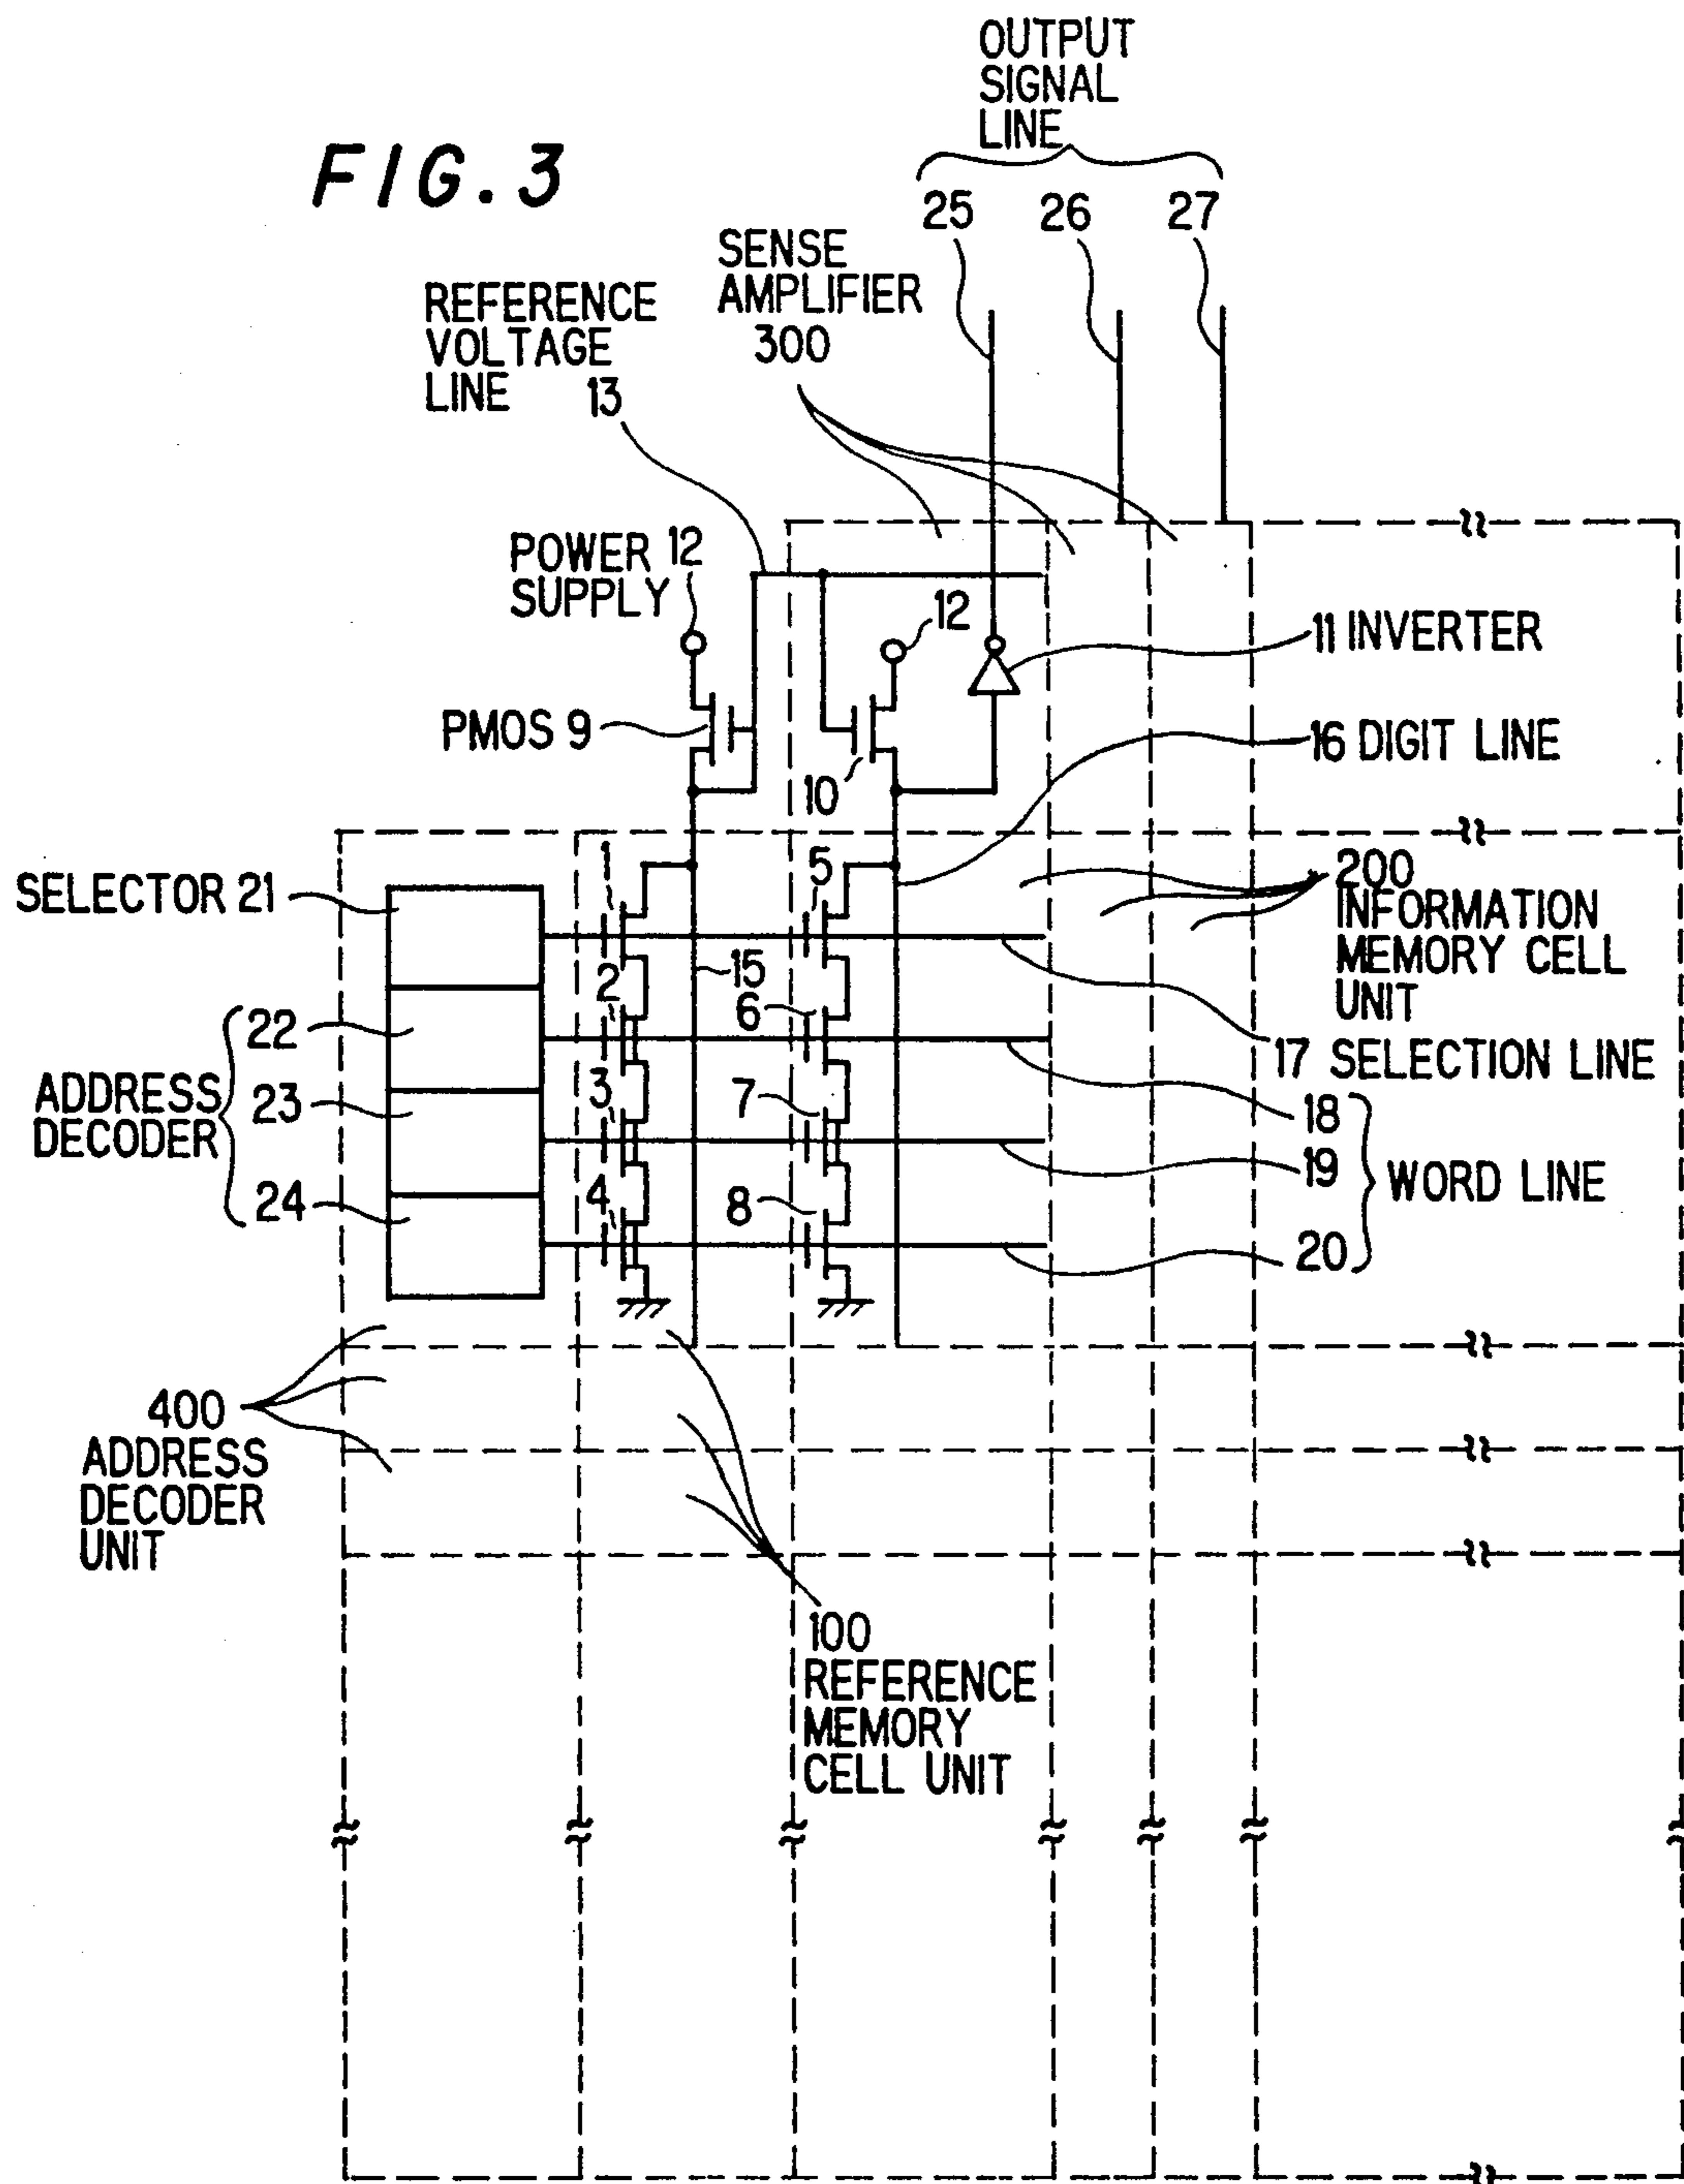 FIG. 3
OUTPUT
SIGNAL
LINE
25
26
27
SENSE
AMPLIFIER
300
REFERENCE
VOLTAGE
LINE 13
POWER 12
SUPPLY
12
11 INVERTER
PMOS 9
10
16 DIGIT LINE
SELECTOR 21
1
5
200
INFORMATION
MEMORY CELL
UNIT
2
15
6
22
17 SELECTION LINE
ADDRESS
DECODER
23
3
7
18
19
WORD LINE
24
4
8
20
400
ADDRESS
DECODER
UNIT
100
REFERENCE
MEMORY
CELL UNIT